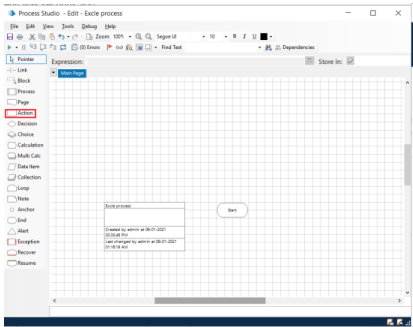 Process Studio - Edit - Excle process
File Edit View Tools Debug Help
Zoom 100% Segoe UI 10 B I U
(0) Errors Go Find Text Dependencies
Pointer
Expression:
Store In:
Link
Main Page
Block
Process
Page
Action
Decision
Choice
Calculation
Multi Calc
Data Item
Collection
Loop
Note
Anchor
End
Alert
Exception
Recover
Resume
Excle process
Start
Created by admin at 09-01-2021
Last changed by admin at 09-01-2021